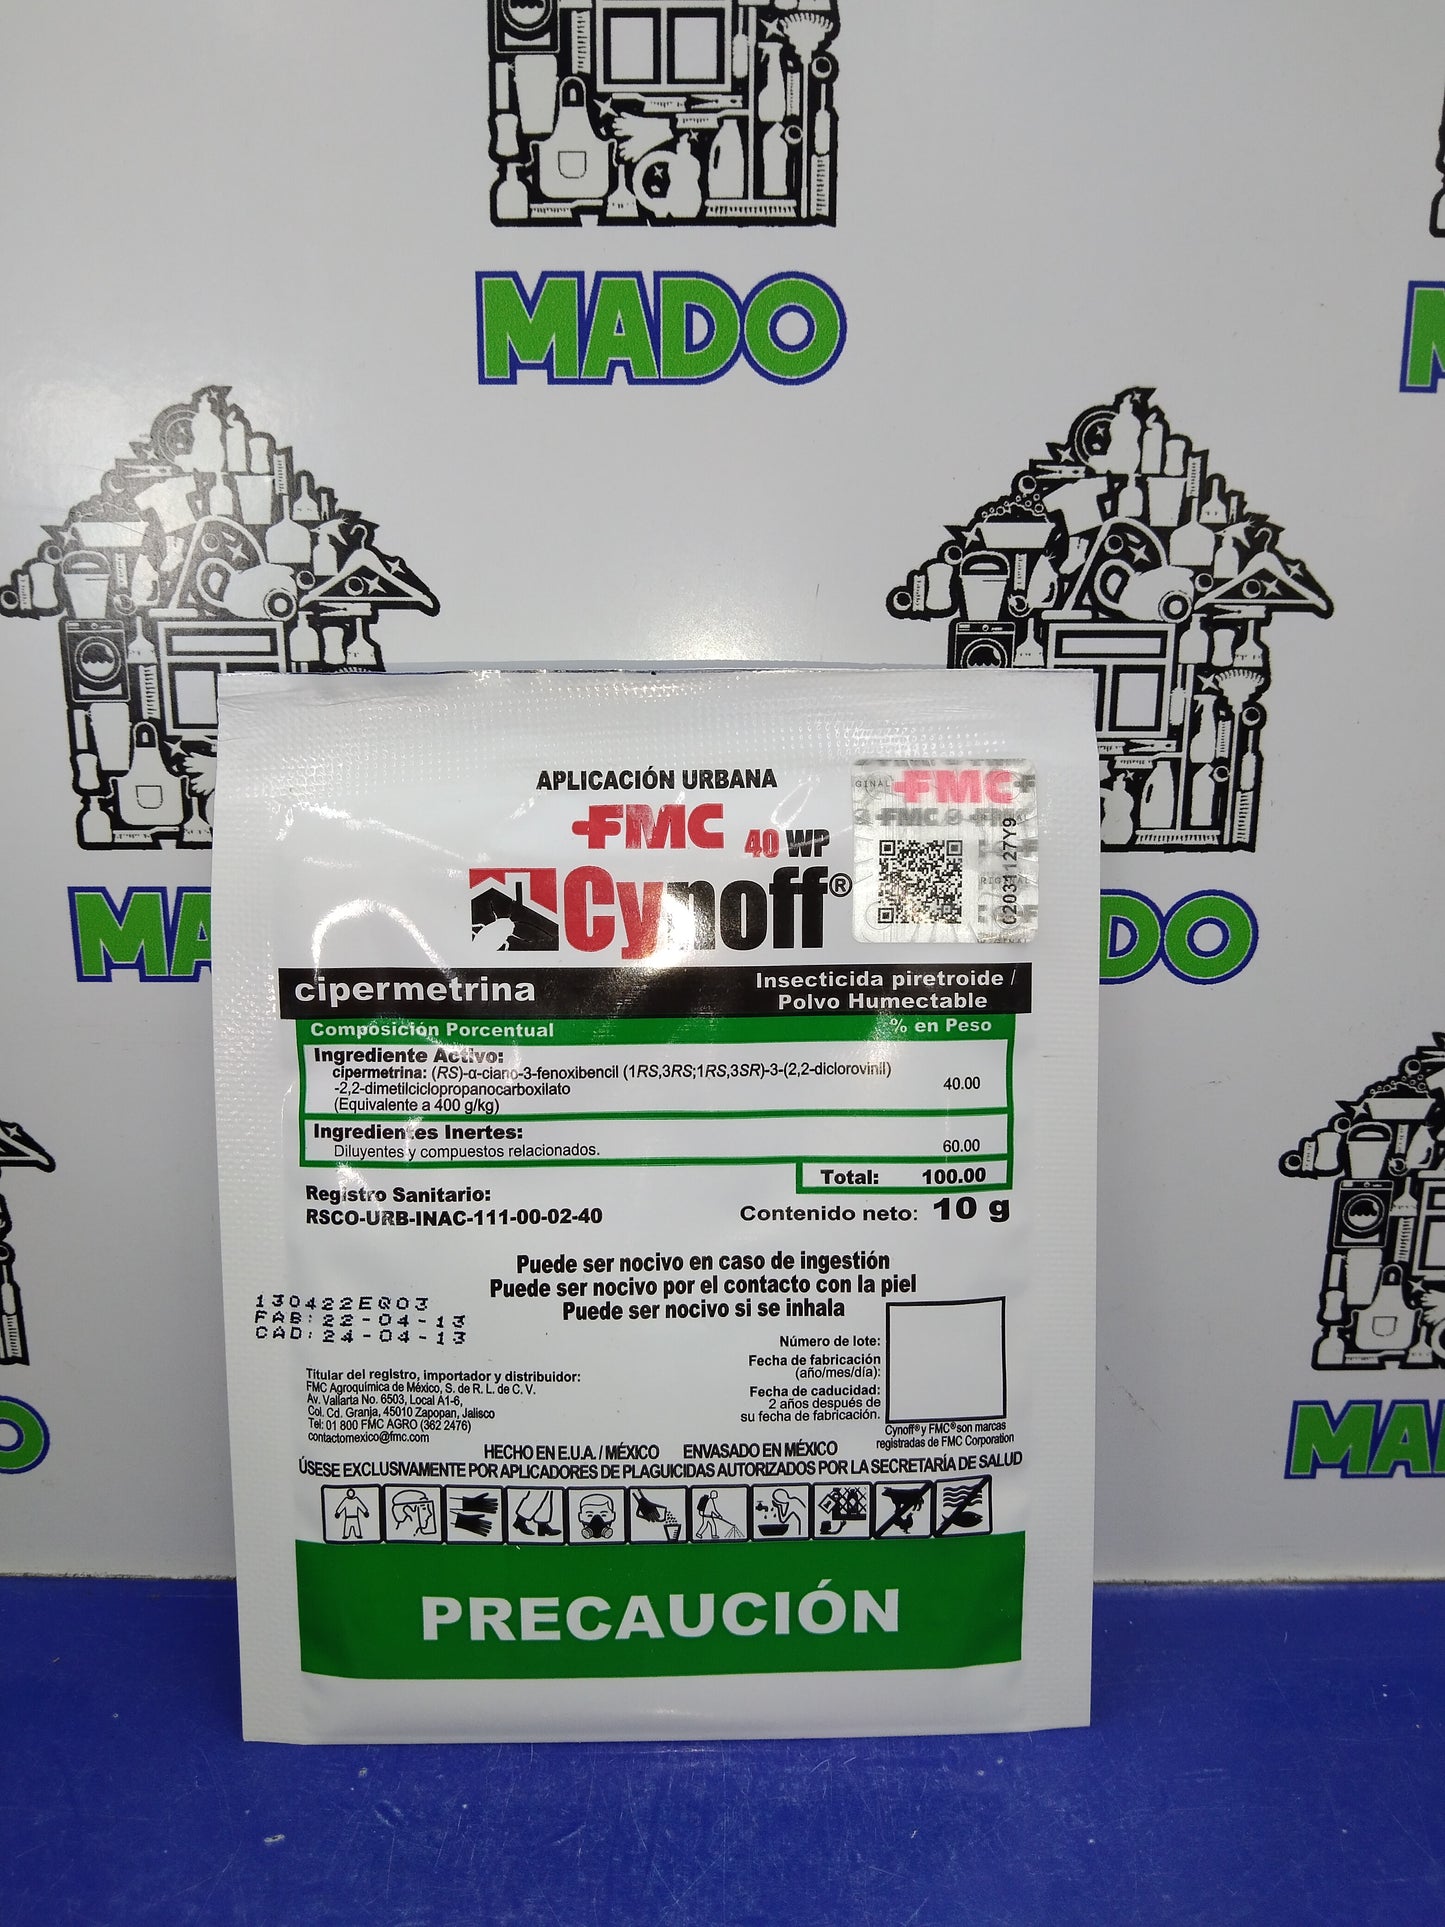 MADO
MADO
MADO
APLICACIÓN URBANA
FMC
40 WP
Cynoff®
GINAL
FMC
FMC
C2031127Y9
cipermetrina
Insecticida piretroide /
Polvo Humectable
Composición Porcentual
% en Peso
Ingrediente Activo:
cipermetrina: (RS)-α-ciano-3-fenoxibencil (1RS,3RS;1RS,3SR)-3-(2,2-diclorovinil)
-2,2-dimetilciclopropanocarboxilato
40.00
(Equivalente a 400 g/kg)
Ingredientes Inertes:
Diluyentes y compuestos relacionados.
60.00
Total: 100.00
Registro Sanitario:
RSCO-URB-INAC-111-00-02-40
Contenido neto: 10 g
Puede ser nocivo en caso de ingestión
Puede ser nocivo por el contacto con la piel
Puede ser nocivo si se inhala
130422EQ03
FAB: 22-04-13
CAD: 24-04-13
Número de lote:
Fecha de fabricación
(año/mes/día):
Fecha de caducidad:
2 años después de
su fecha de fabricación.
Titular del registro, importador y distribuidor:
FMC Agroquímica de México, S. de R. L. de C. V.
Av. Vallarta No. 6503, Local A1-6,
Col. Cd. Granja, 45010 Zapopan, Jalisco
Tel: 01 800 FMC AGRO (362 2476)
contactomexico@fmc.com
Cynoff® y FMC® son marcas
registradas de FMC Corporation
HECHO EN E.U.A. / MÉXICO ENVASADO EN MÉXICO
ÚSESE EXCLUSIVAMENTE POR APLICADORES DE PLAGUICIDAS AUTORIZADOS POR LA SECRETARÍA DE SALUD
PRECAUCIÓN